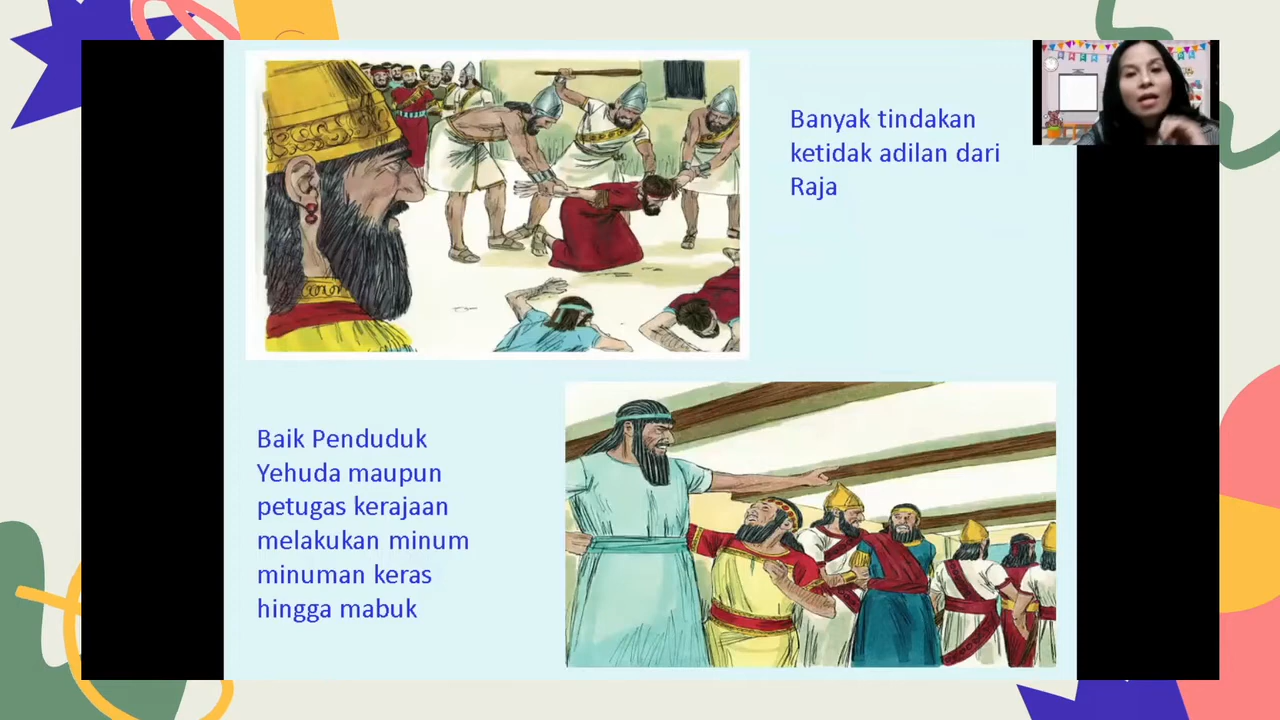 Banyak tindakan
ketidak adilan dari
Raja
Baik Penduduk
Yehuda maupun
petugas kerajaan
melakukan minum
minuman keras
hingga mabuk